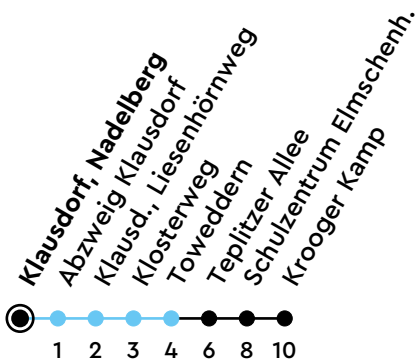 Klausdorf, Nadelberg
Abzweig Klausdorf
Klausd., Liesenhörnweg
Klosterweg
Toweddern
Teplitzer Allee
Schulzentrum Elmschenh.
Krooger Kamp
1 2 3 4 6 8 10